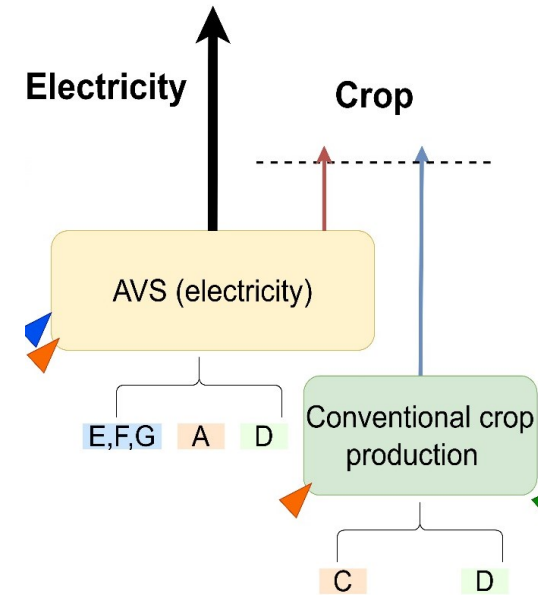 Electricity
Crop
AVS (electricity)
E,F,G
A
D
Conventional crop
production
C
D